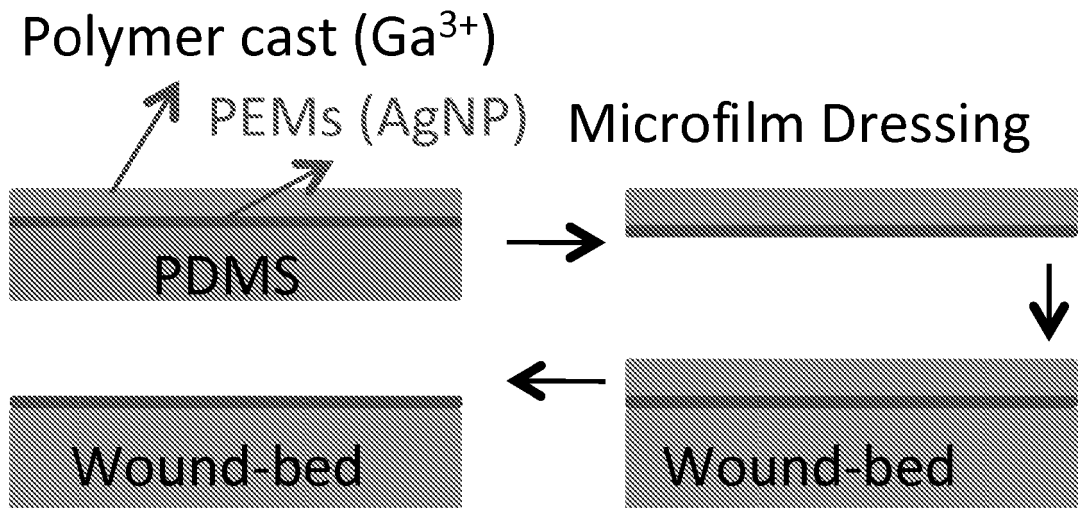 Polymer cast (Ga³⁺)
PEMs (AgNP)
Microfilm Dressing
PDMS
Wound-bed
Wound-bed